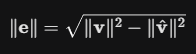 ‖e‖ = √(‖v‖² − ‖v̂‖²)